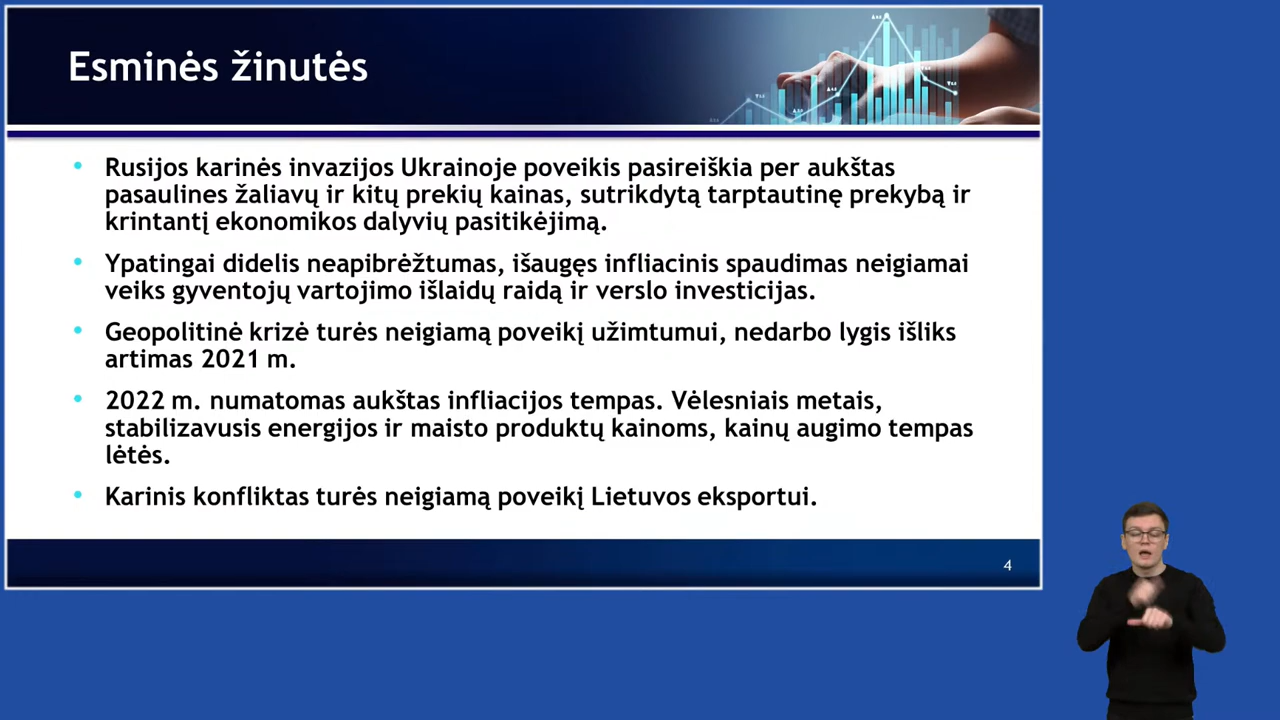 Esminės žinutės
Rusijos karinės invazijos Ukrainoje poveikis pasireiškia per aukštas
pasaulines žaliavų ir kitų prekių kainas, sutrikdytą tarptautinę prekybą ir
krintantį ekonomikos dalyvių pasitikėjimą.
Ypatingai didelis neapibrėžtumas, išaugęs infliacinis spaudimas neigiamai
veiks gyventojų vartojimo išlaidų raidą ir verslo investicijas.
Geopolitinė krizė turės neigiamą poveikį užimtumui, nedarbo lygis išliks
artimas 2021 m.
2022 m. numatomas aukštas infliacijos tempas. Vėlesniais metais,
stabilizavusis energijos ir maisto produktų kainoms, kainų augimo tempas
lėtės.
Karinis konfliktas turės neigiamą poveikį Lietuvos eksportui.
4